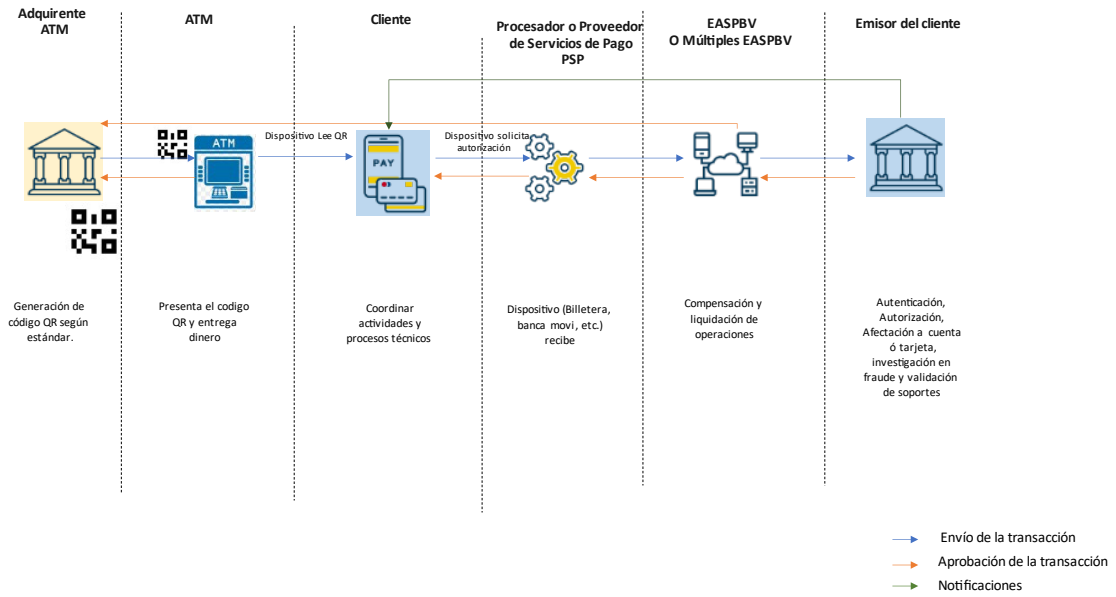 Adquirente
ATM
ATM
Cliente
Procesador o Proveedor
de Servicios de Pago
PSP
EASPBV
O Múltiples EASPBV
Emisor del cliente
Dispositivo Lee QR
Dispositivo solicita
autorización
ATM
PAY
Generación de
código QR según
estándar.
Presenta el codigo
QR y entrega
dinero
Coordinar
actividades y
procesos técnicos
Dispositivo (Billetera,
banca movi, etc.)
recibe
Compensación y
liquidación de
operaciones
Autenticación,
Autorización,
Afectación a cuenta
ó tarjeta,
investigación en
fraude y validación
de soportes
Envío de la transacción
Aprobación de la transacción
Notificaciones